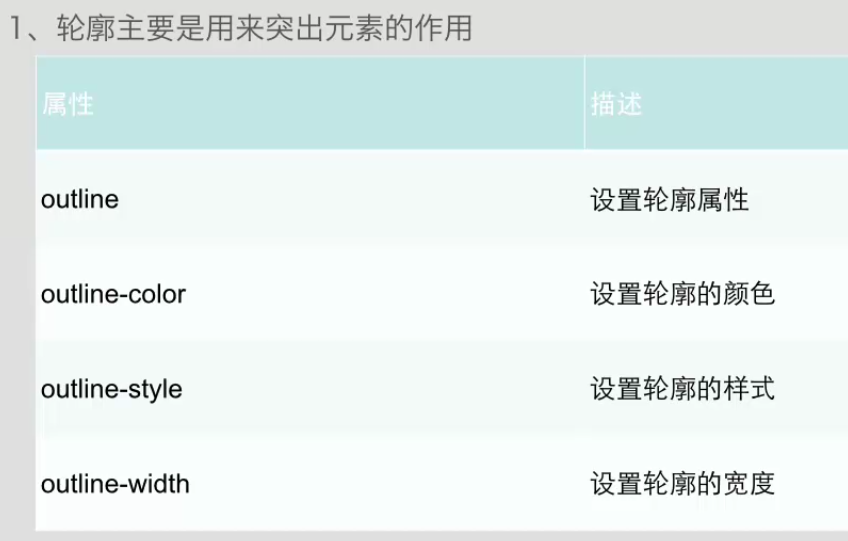 1、轮廓主要是用来突出元素的作用
属性 描述
outline 设置轮廓属性
outline-color 设置轮廓的颜色
outline-style 设置轮廓的样式
outline-width 设置轮廓的宽度